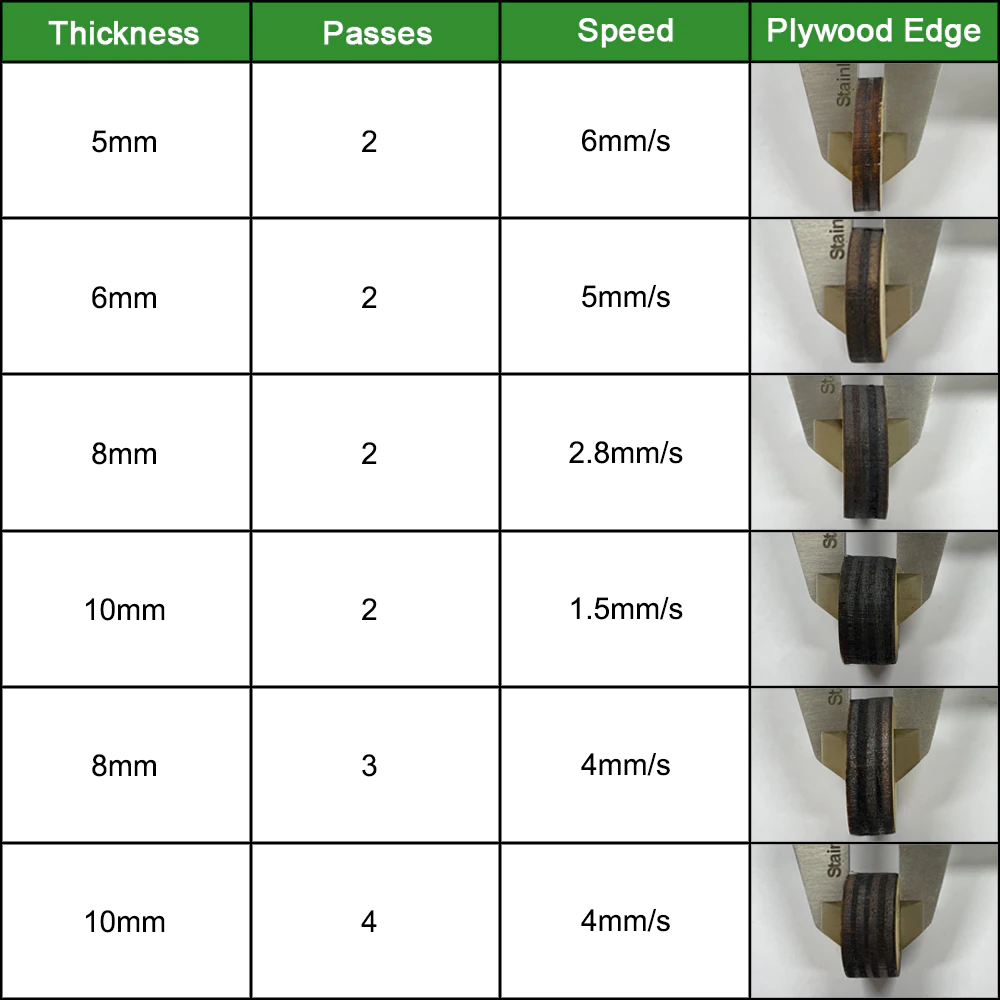 Thickness Passes Speed Plywood Edge
5mm 2 6mm/s Stainl
6mm 2 5mm/s Stain
8mm 2 2.8mm/s St
10mm 2 1.5mm/s St
8mm 3 4mm/s St
10mm 4 4mm/s Stain